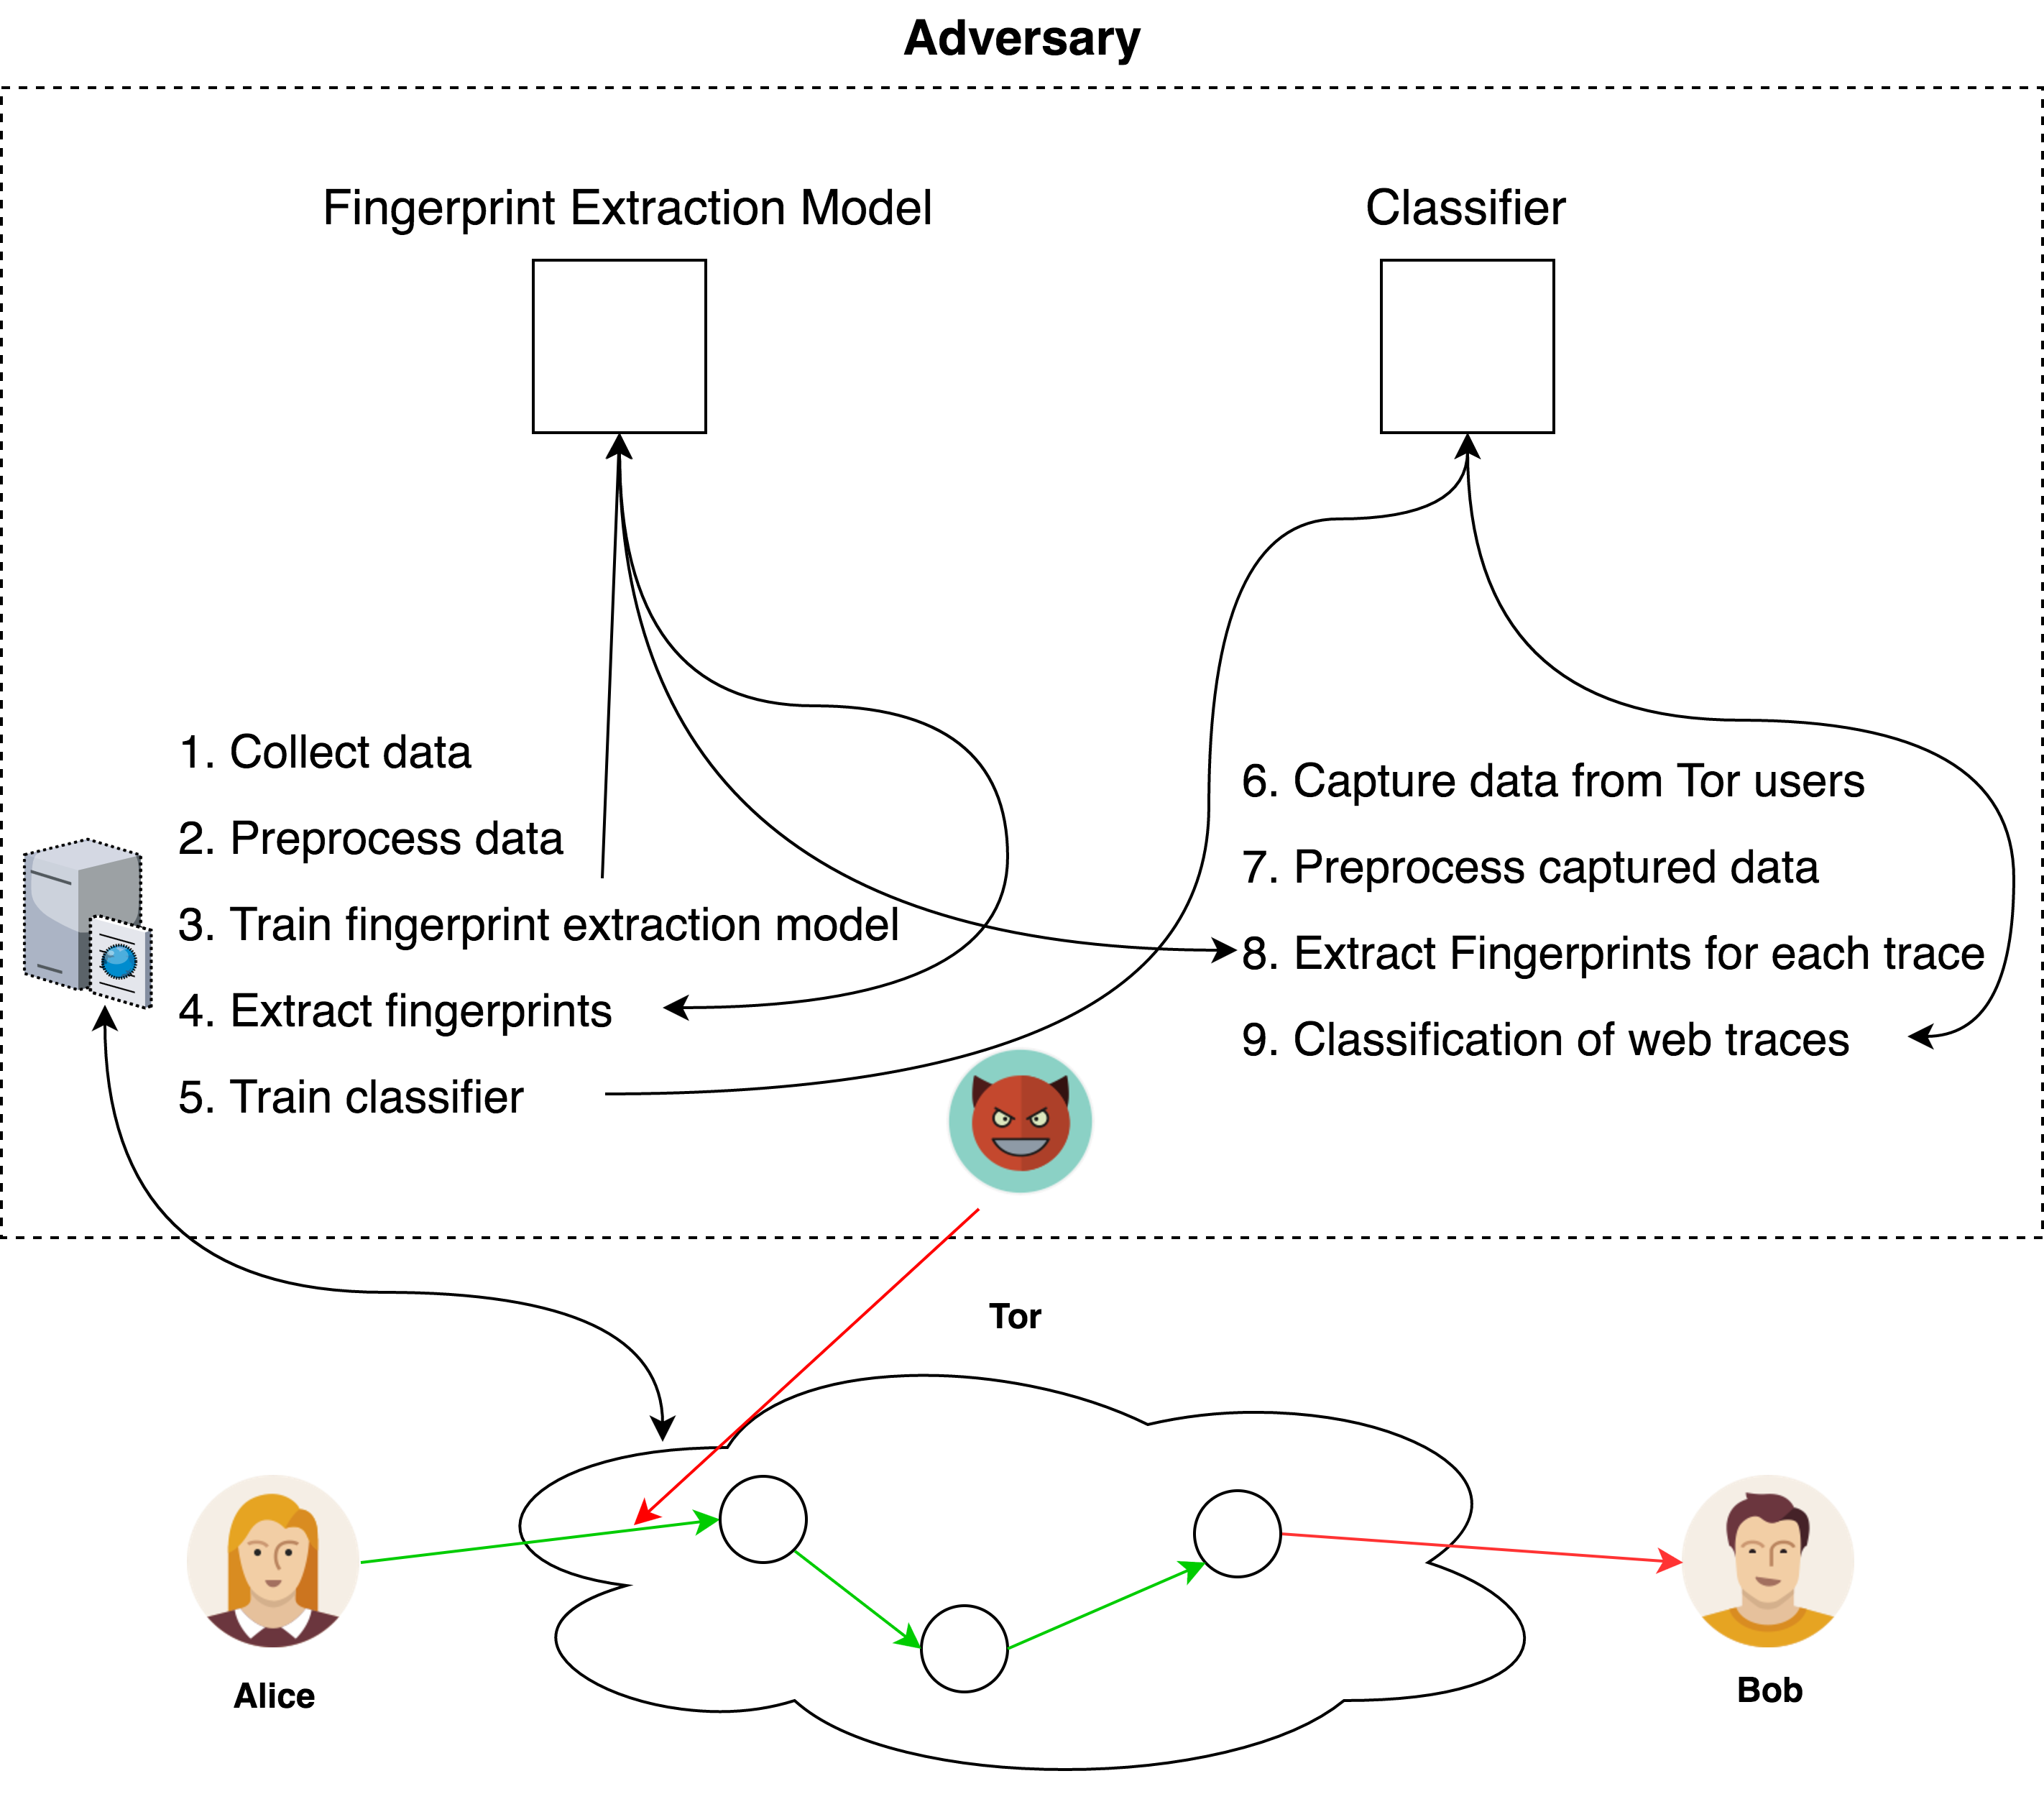 Adversary
Fingerprint Extraction Model
Classifier
1. Collect data
2. Preprocess data
3. Train fingerprint extraction model
4. Extract fingerprints
5. Train classifier
6. Capture data from Tor users
7. Preprocess captured data
8. Extract Fingerprints for each trace
9. Classification of web traces
Tor
Alice
Bob